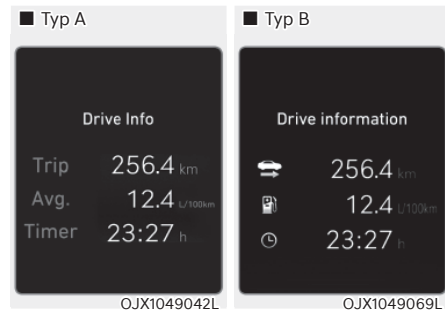 ■ Typ A
Drive Info
Trip 256.4 km
Avg. 12.4 L/100km
Timer 23:27 h
OJX1049042L
■ Typ B
Drive information
256.4 km
12.4 L/100km
23:27 h
OJX1049069L